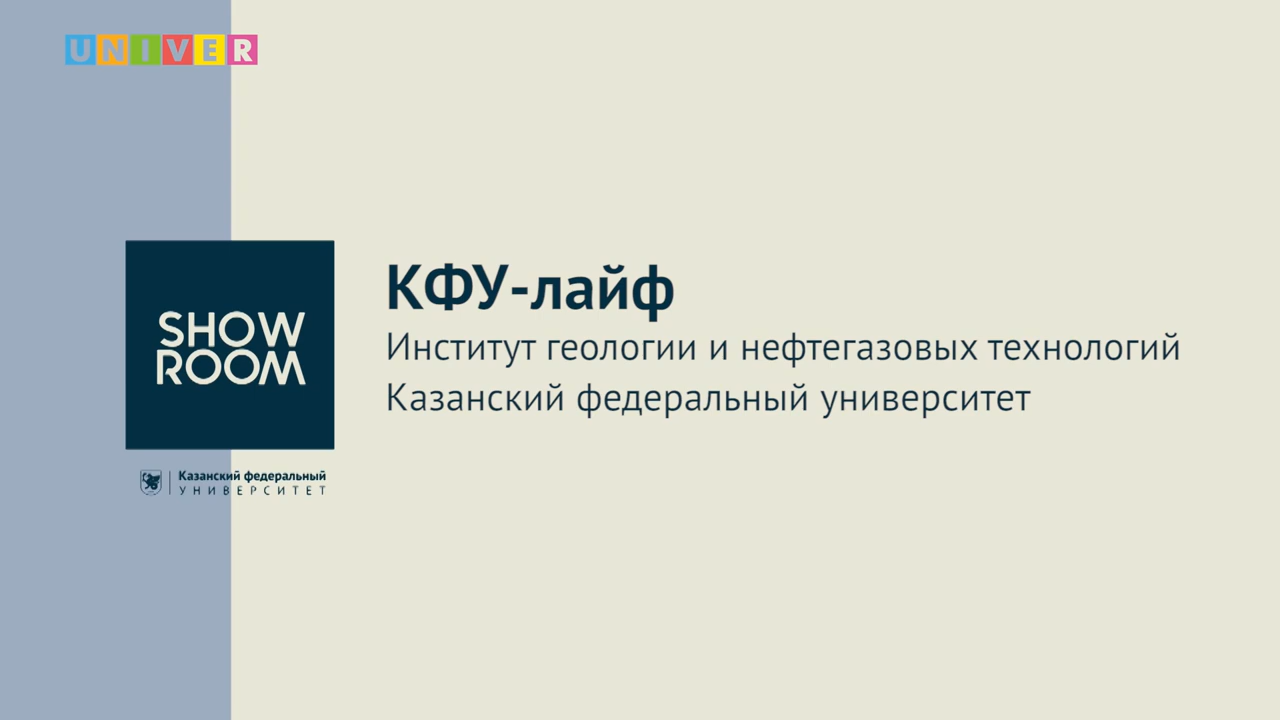 UNIVER
SHOW
ROOM
КФУ-лайф
Институт геологии и нефтегазовых технологий
Казанский федеральный университет
Казанский федеральный
УНИВЕРСИТЕТ